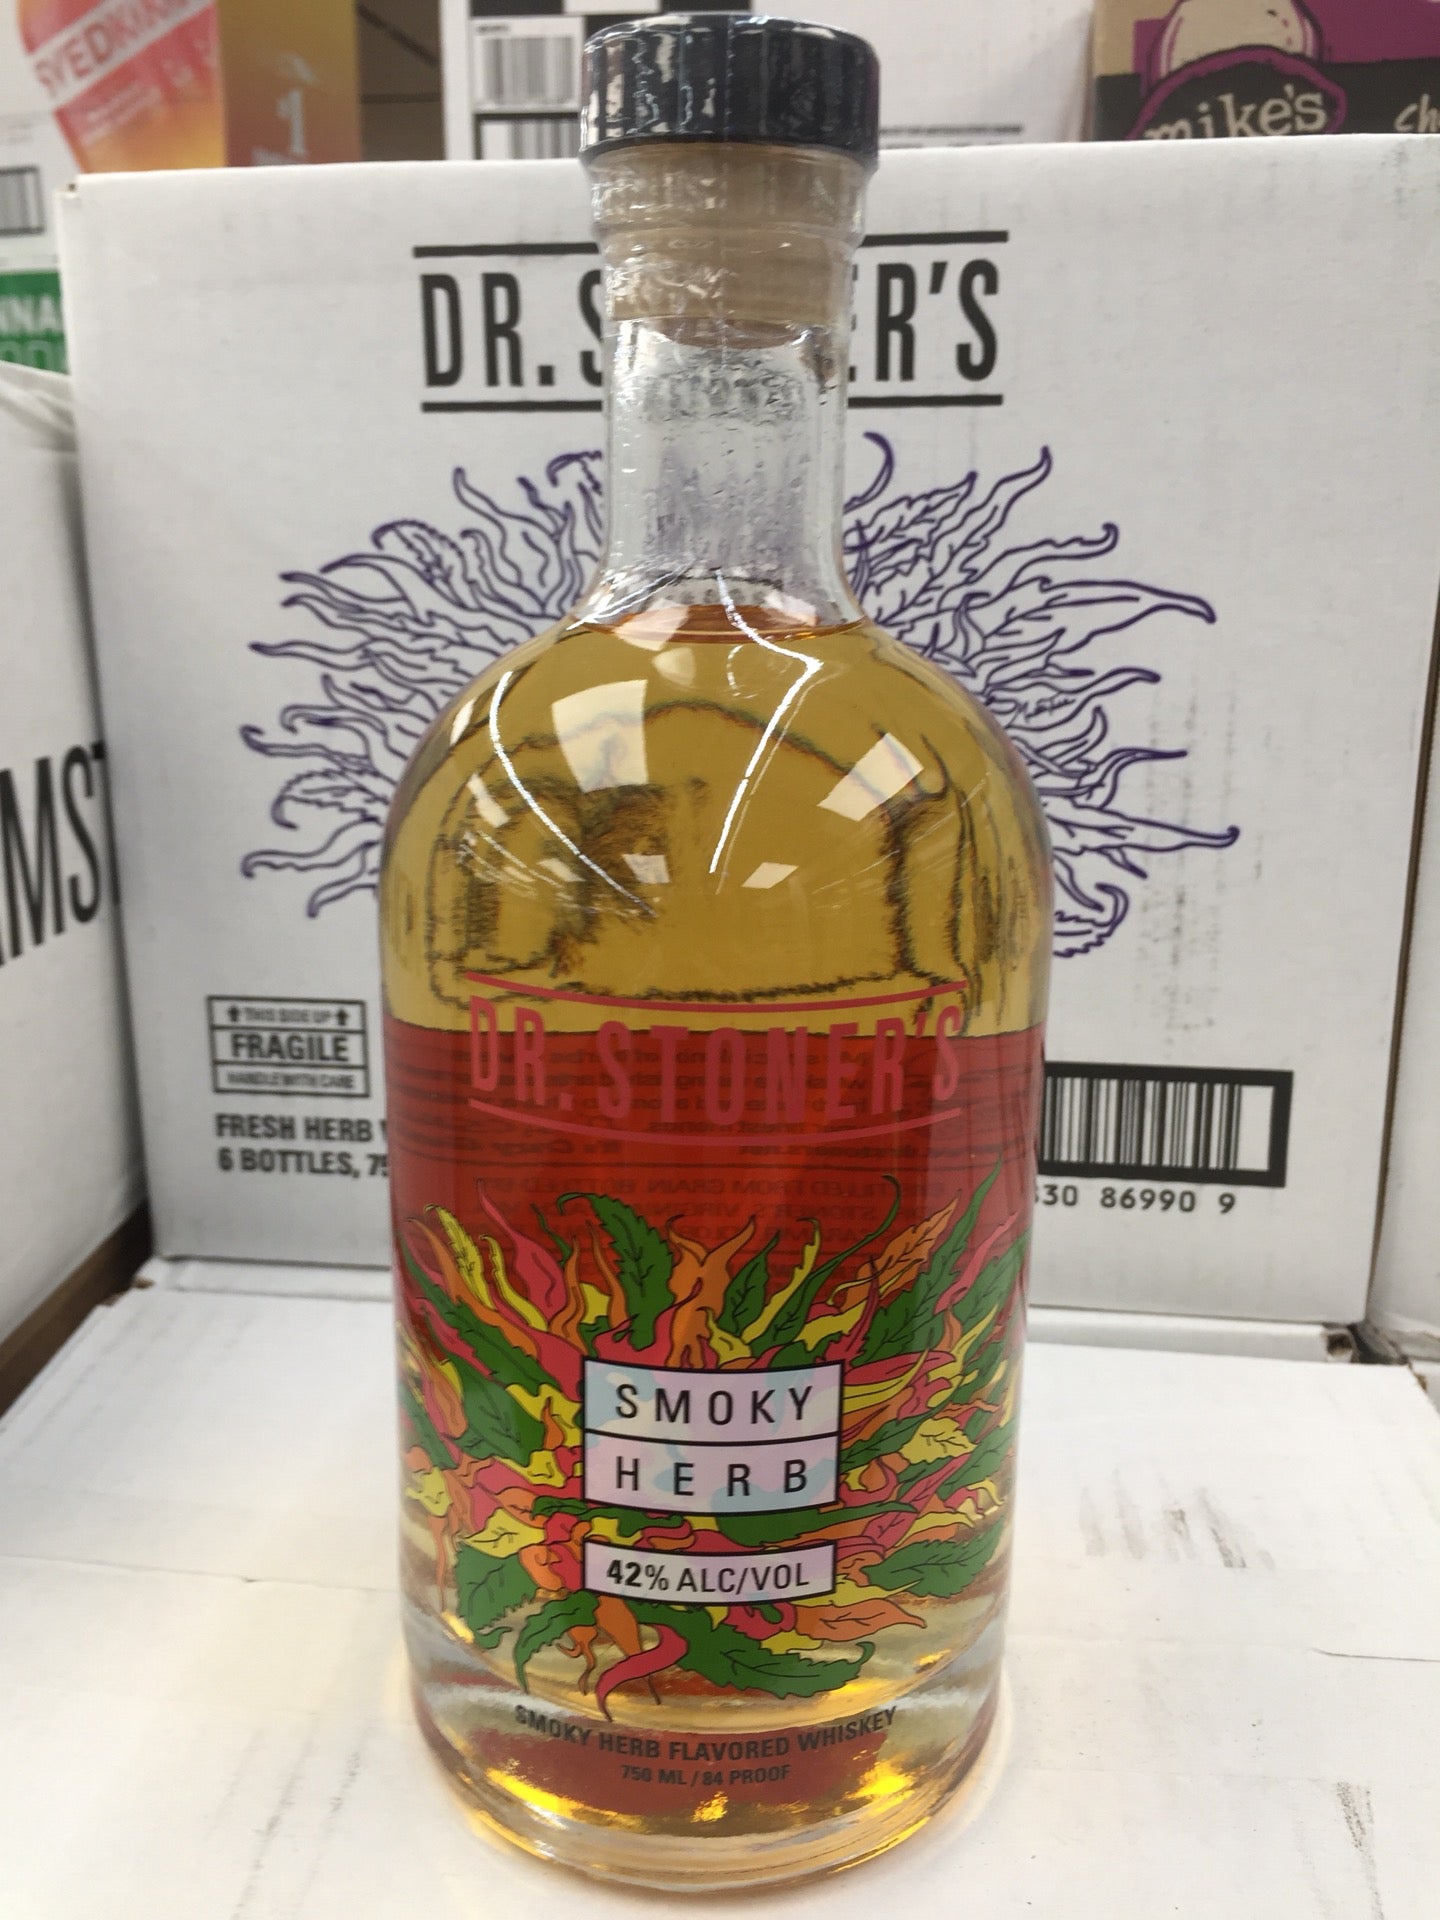 mike's
DR. S
ER'S
DR. STONER'S
THIS SIDE UP
FRAGILE
HANDLE WITH CARE
FRESH HERB
6 BOTTLES, 75
30 86990 9
SMOKY
HERB
42% ALC/VOL
SMOKY HERB FLAVORED WHISKEY
750 ML / 84 PROOF